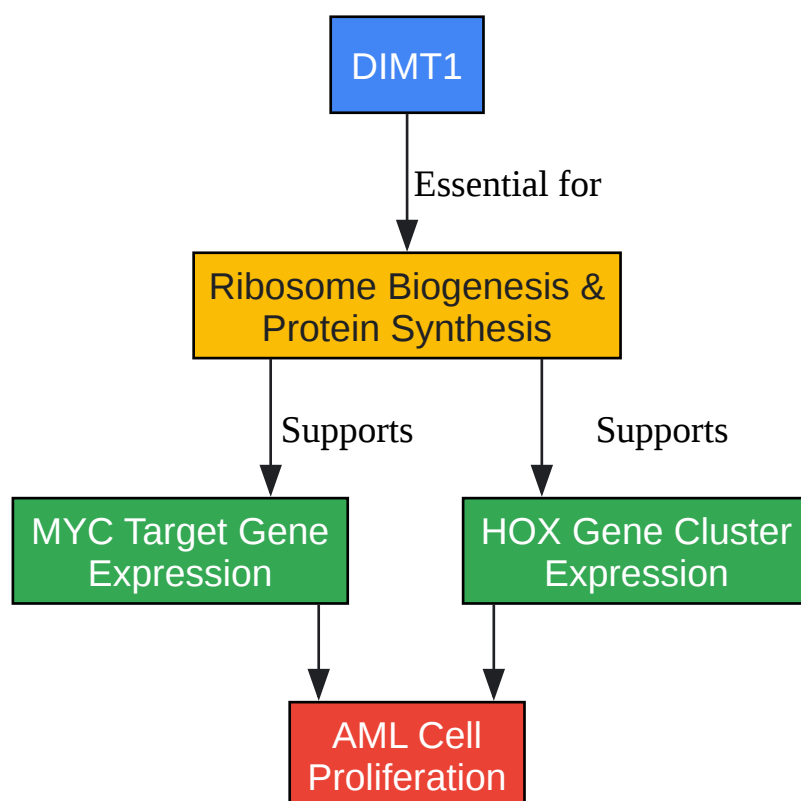 DIMT1
Essential for
Ribosome Biogenesis &
Protein Synthesis
Supports
Supports
MYC Target Gene
Expression
HOX Gene Cluster
Expression
AML Cell
Proliferation